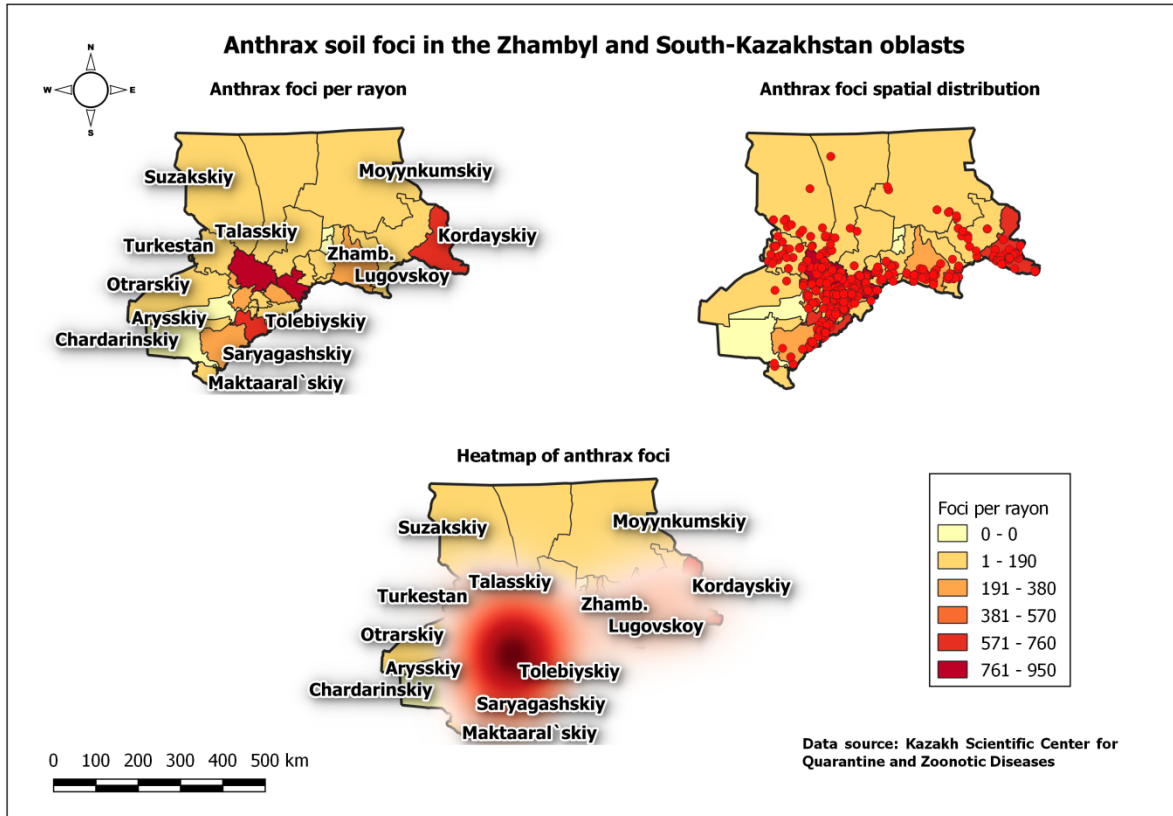 Anthrax soil foci in the Zhambyl and South-Kazakhstan oblasts
N
W
E
S
Anthrax foci per rayon
Anthrax foci spatial distribution
Suzakskiy
Moyynkumskiy
Talasskiy
Turkestan
Kordayskiy
Zhamb.
Lugovskoy
Otrarskiy
Arysskiy
Tolebiyskiy
Chardarinskiy
Saryagashskiy
Maktaaral`skiy
Heatmap of anthrax foci
Suzakskiy
Moyynkumskiy
Talasskiy
Kordayskiy
Turkestan
Zhamb.
Lugovskoy
Otrarskiy
Arysskiy
Tolebiyskiy
Chardarinskiy
Saryagashskiy
Maktaaral`skiy
Foci per rayon
0 - 0
1 - 190
191 - 380
381 - 570
571 - 760
761 - 950
0 100 200 300 400 500 km
Data source: Kazakh Scientific Center for
Quarantine and Zoonotic Diseases